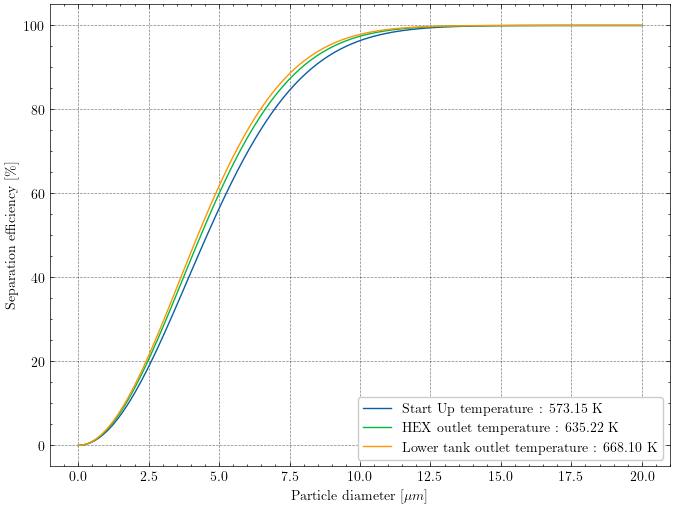 100
80
60
40
20
0
Separation efficiency [%]
Start Up temperature : 573.15 K
HEX outlet temperature : 635.22 K
Lower tank outlet temperature : 668.10 K
0.0 2.5 5.0 7.5 10.0 12.5 15.0 17.5 20.0
Particle diameter [μm]